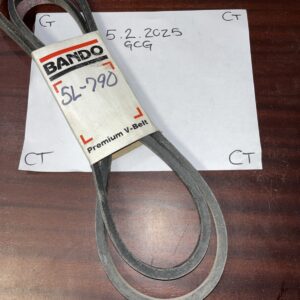 G
CT
5.2.2025
GCG
BANDO
5L-790
Premium V-Belt
CT
CT